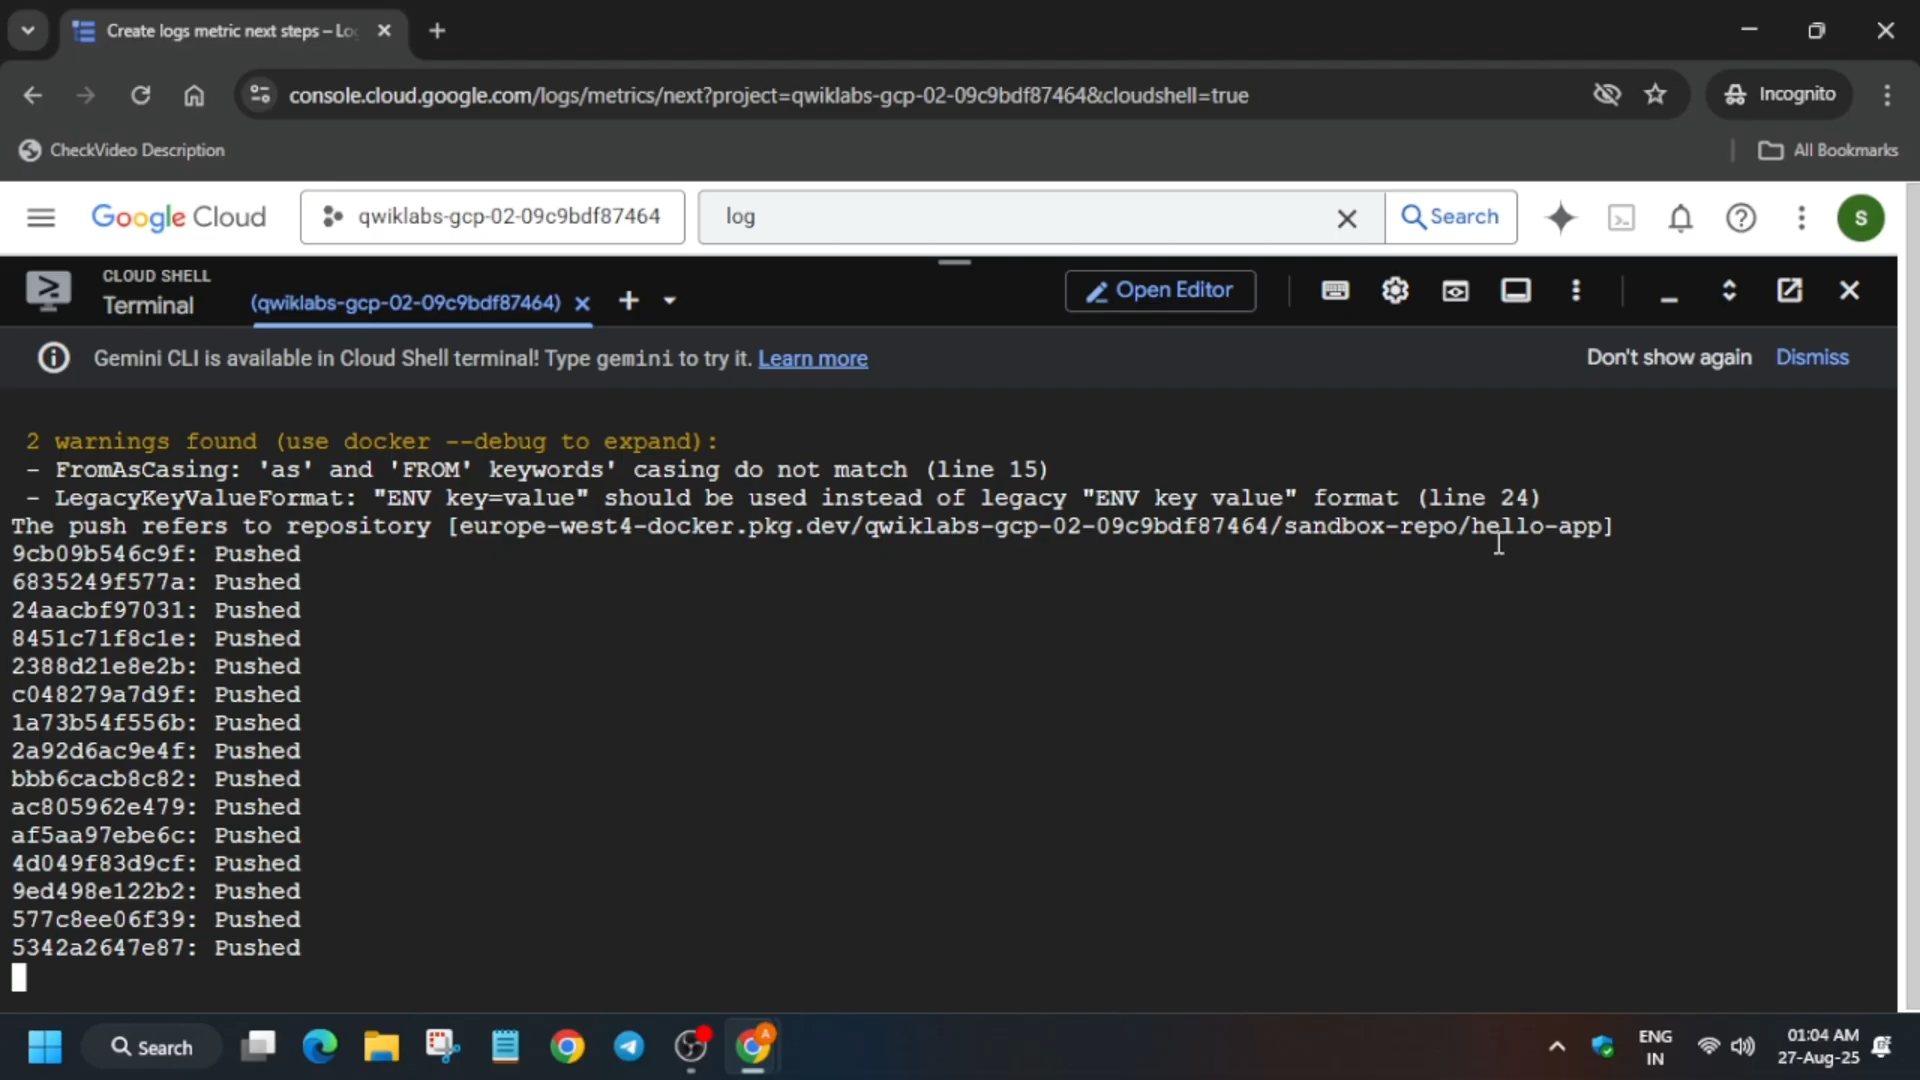 Create logs metric next steps – Lo
console.cloud.google.com/logs/metrics/next?project=qwiklabs-gcp-02-09c9bdf87464&cloudshell=true
Incognito
CheckVideo Description
All Bookmarks
Google Cloud
qwiklabs-gcp-02-09c9bdf87464
log
Search
S
CLOUD SHELL
Terminal
(qwiklabs-gcp-02-09c9bdf87464)
Open Editor
Gemini CLI is available in Cloud Shell terminal! Type gemini to try it. Learn more
Don't show again
Dismiss
2 warnings found (use docker --debug to expand):
- FromAsCasing: 'as' and 'FROM' keywords' casing do not match (line 15)
- LegacyKeyValueFormat: "ENV key=value" should be used instead of legacy "ENV key value" format (line 24)
The push refers to repository [europe-west4-docker.pkg.dev/qwiklabs-gcp-02-09c9bdf87464/sandbox-repo/hello-app]
9cb09b546c9f: Pushed
6835249f577a: Pushed
24aacbf97031: Pushed
8451c71f8c1e: Pushed
2388d21e8e2b: Pushed
c048279a7d9f: Pushed
1a73b54f556b: Pushed
2a92d6ac9e4f: Pushed
bbb6cacb8c82: Pushed
ac805962e479: Pushed
af5aa97ebe6c: Pushed
4d049f83d9cf: Pushed
9ed498e122b2: Pushed
577c8ee06f39: Pushed
5342a2647e87: Pushed
Search
A
ENG
IN
01:04 AM
27-Aug-25